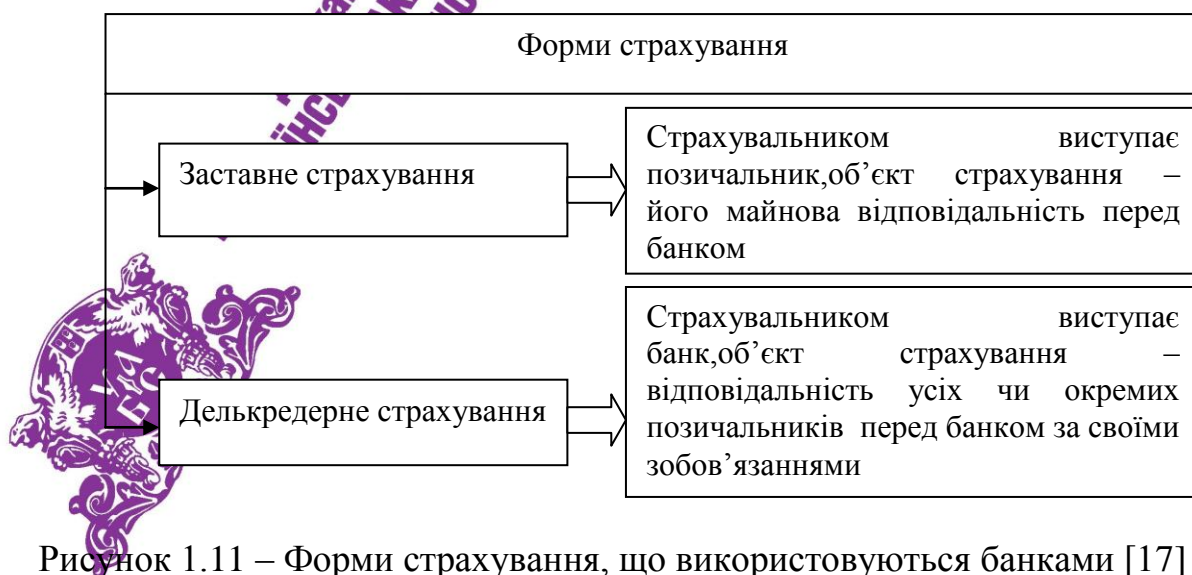 Форми страхування
Заставне страхування
Страхувальником виступає
позичальник,об’єкт страхування –
його майнова відповідальність перед
банком
Делькредерне страхування
Страхувальником виступає
банк,об’єкт страхування –
відповідальність усіх чи окремих
позичальників перед банком за своїми
зобов’язаннями
Рисунок 1.11 – Форми страхування, що використовуються банками [17]